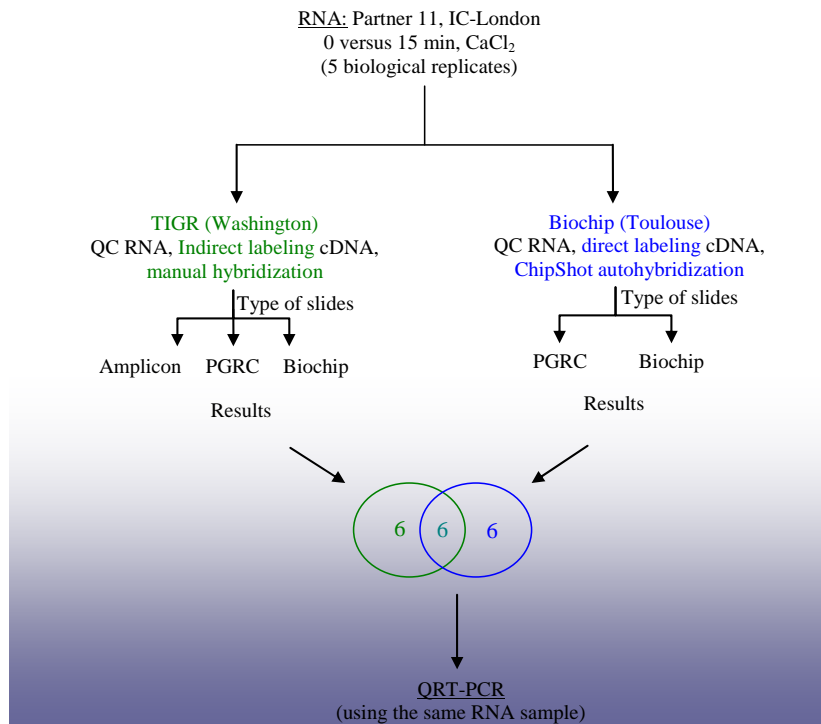 RNA: Partner 11, IC-London
0 versus 15 min, CaCl₂
(5 biological replicates)
TIGR (Washington)
QC RNA, Indirect labeling cDNA,
manual hybridization
Type of slides
Amplicon PGRC Biochip
Results
Biochip (Toulouse)
QC RNA, direct labeling cDNA,
ChipShot autohybridization
Type of slides
PGRC Biochip
Results
6 6 6
QRT-PCR
(using the same RNA sample)